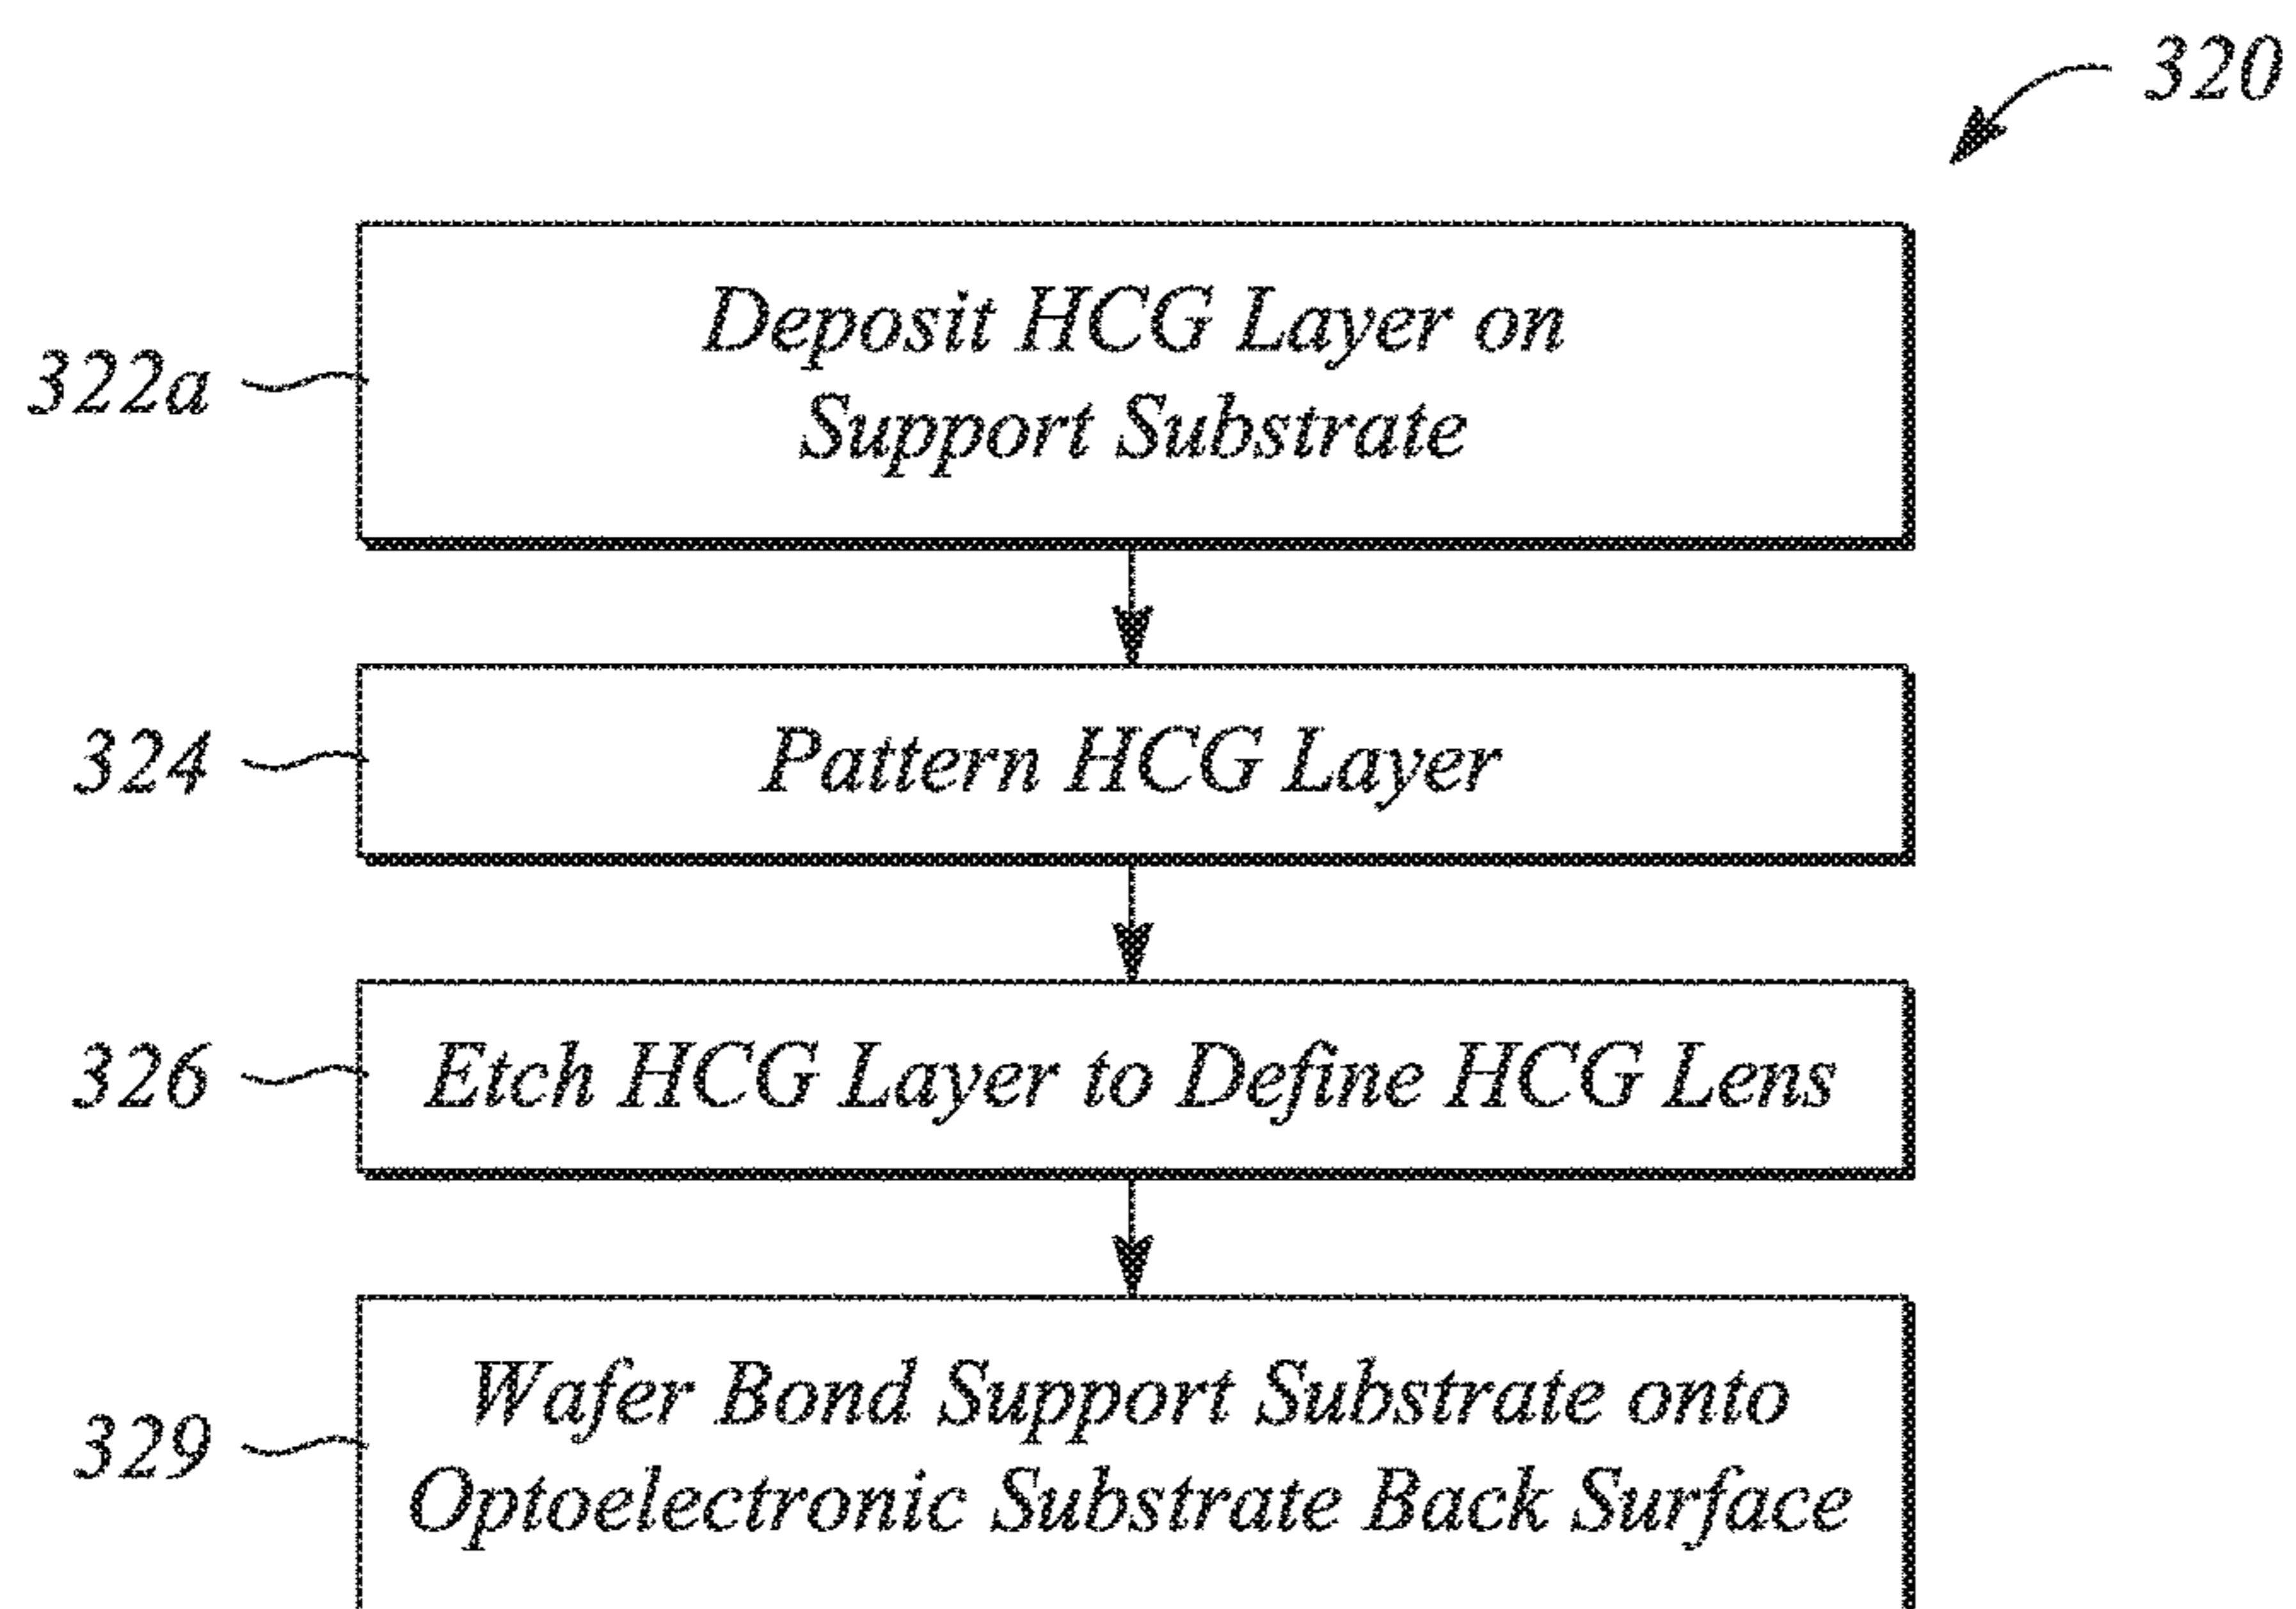 320
322a
Deposit HCG Layer on
Support Substrate
324
Pattern HCG Layer
326
Etch HCG Layer to Define HCG Lens
329
Wafer Bond Support Substrate onto
Optoelectronic Substrate Back Surface